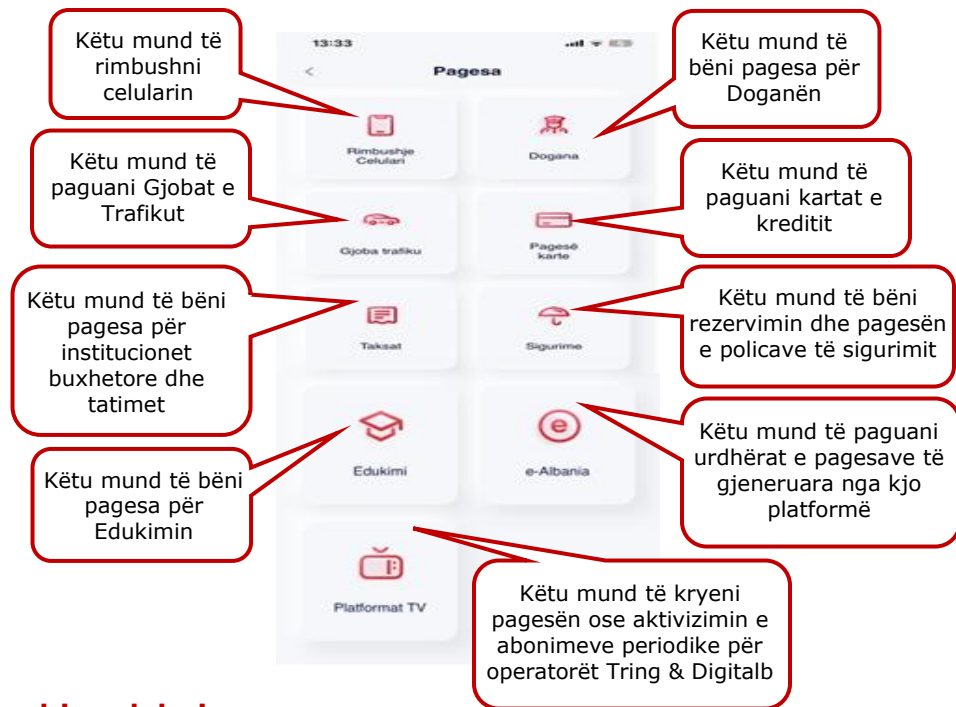 Këtu mund të
rimbushni
celularin
13:33
Pagesa
Këtu mund të
bëni pagesa për
Doganën
Rimbushje
Celulari
Dogana
Këtu mund të
paguani Gjobat e
Trafikut
Këtu mund të
paguani kartat e
kreditit
Gjoba trafiku
Pagesë
karte
Këtu mund të bëni
pagesa për
institucionet
buxhetore dhe
tatimet
Këtu mund të bëni
rezervimin dhe pagesën
e policave të sigurimit
Taksat
Sigurime
Këtu mund të paguani
urdhërat e pagesave të
gjeneruara nga kjo
platformë
e
Edukimi
e-Albania
Këtu mund të bëni
pagesa për
Edukimin
Platformat TV
Këtu mund të kryeni
pagesën ose aktivizimin e
abonimeve periodike për
operatorët Tring & Digitalb